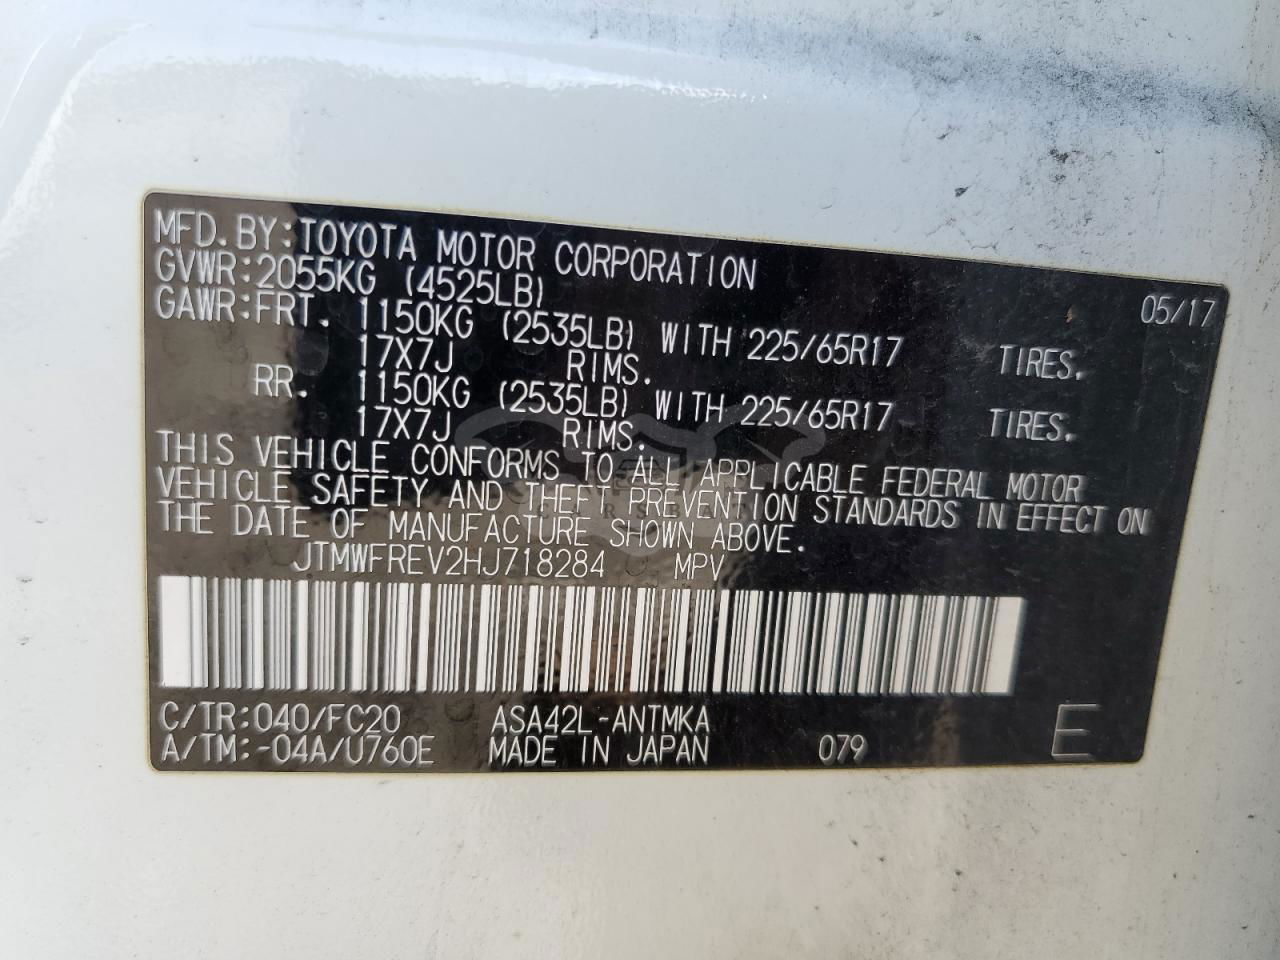 MFD.BY:TOYOTA MOTOR CORPORATION 05/17
GVWR:2055KG (4525LB)
GAWR:FRT. 1150KG (2535LB) WITH 225/65R17 TIRES.
17X7J RIMS.
RR. 1150KG (2535LB) WITH 225/65R17 TIRES.
17X7J RIMS.
THIS VEHICLE CONFORMS TO ALL APPLICABLE FEDERAL MOTOR
VEHICLE SAFETY AND THEFT PREVENTION STANDARDS IN EFFECT ON
THE DATE OF MANUFACTURE SHOWN ABOVE.
JTMWFREV2HJ718284 MPV
C/TR:040/FC20 ASA42L-ANTMKA
A/TM:-04A/U760E MADE IN JAPAN 079 E